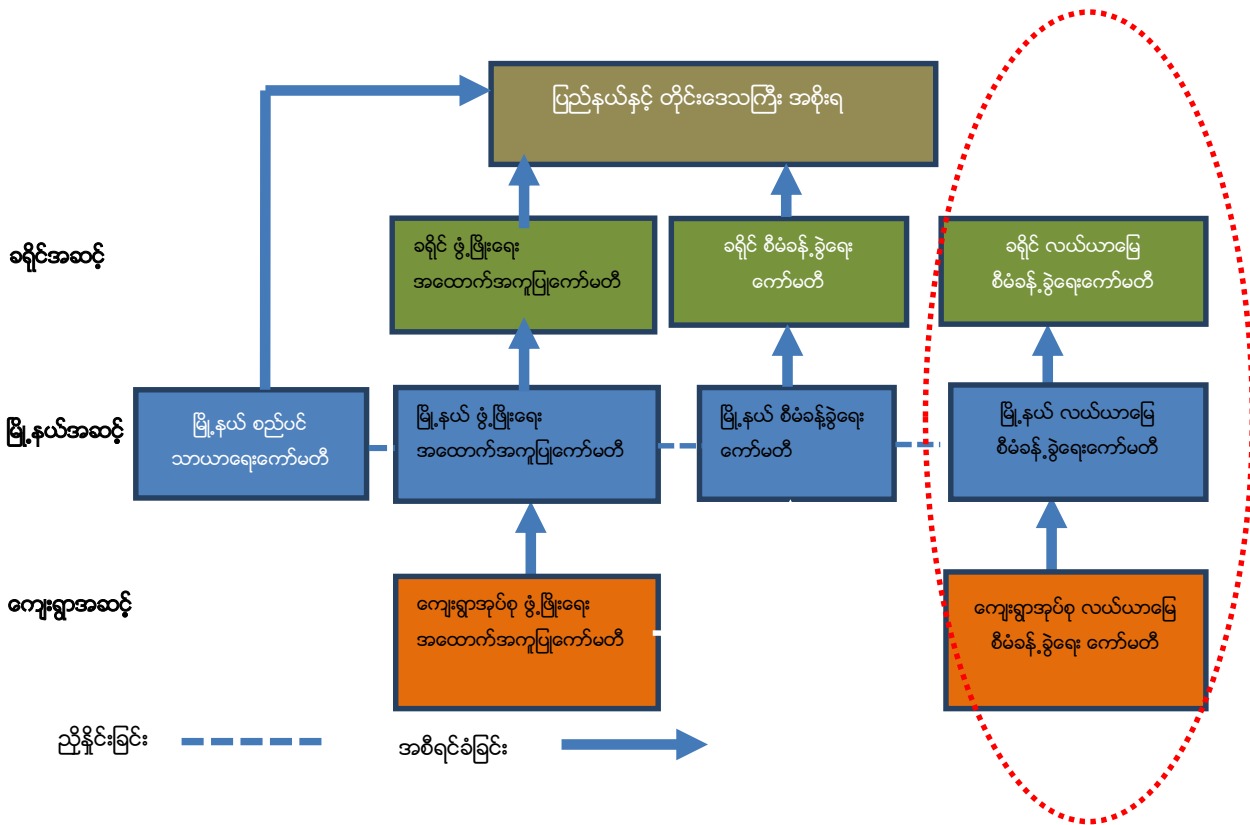 ပြည်နယ်နှင့် တိုင်းဒေသကြီး အစိုးရ
ခရိုင်အဆင့်
ခရိုင် ဖွံ့ဖြိုးရေး
အထောက်အကူပြုကော်မတီ
ခရိုင် စီမံခန့်ခွဲရေး
ကော်မတီ
ခရိုင် လယ်ယာမြေ
စီမံခန့်ခွဲရေးကော်မတီ
မြို့နယ်အဆင့်
မြို့နယ် စည်ပင်
သာယာရေးကော်မတီ
မြို့နယ် ဖွံ့ဖြိုးရေး
အထောက်အကူပြုကော်မတီ
မြို့နယ် စီမံခန့်ခွဲရေး
ကော်မတီ
မြို့နယ် လယ်ယာမြေ
စီမံခန့်ခွဲရေးကော်မတီ
ကျေးရွာအဆင့်
ကျေးရွာအုပ်စု ဖွံ့ဖြိုးရေး
အထောက်အကူပြုကော်မတီ
ကျေးရွာအုပ်စု လယ်ယာမြေ
စီမံခန့်ခွဲရေး ကော်မတီ
ညှိနှိုင်းခြင်း
အစီရင်ခံခြင်း